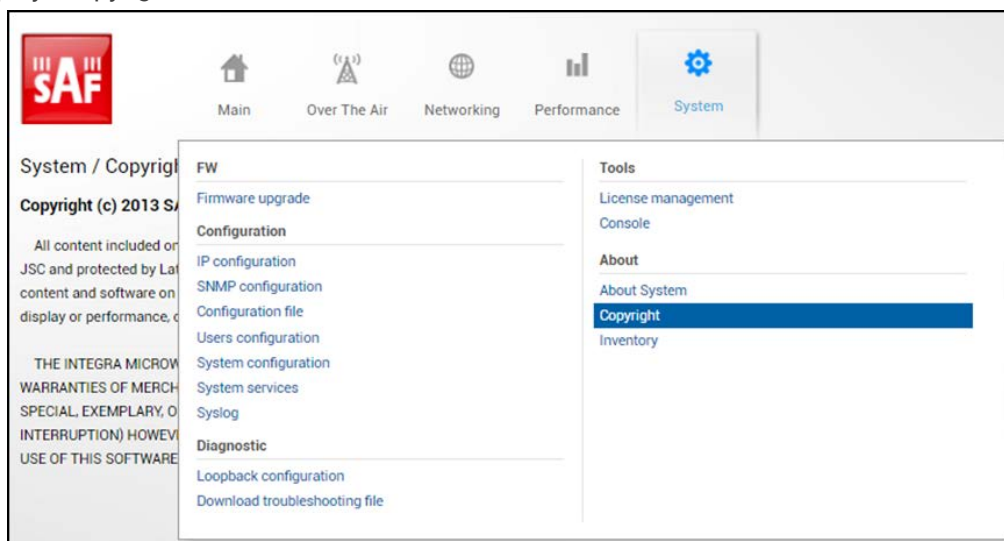 SAF
Main
Over The Air
Networking
Performance
System
System / Copyrigh
Copyright (c) 2013 SA
All content included on
JSC and protected by Lat
content and software on
display or performance, o
THE INTEGRA MICROW
WARRANTIES OF MERCH
SPECIAL, EXEMPLARY, O
INTERRUPTION) HOWEV
USE OF THIS SOFTWARE
FW
Firmware upgrade
Configuration
IP configuration
SNMP configuration
Configuration file
Users configuration
System configuration
System services
Syslog
Diagnostic
Loopback configuration
Download troubleshooting file
Tools
License management
Console
About
About System
Copyright
Inventory